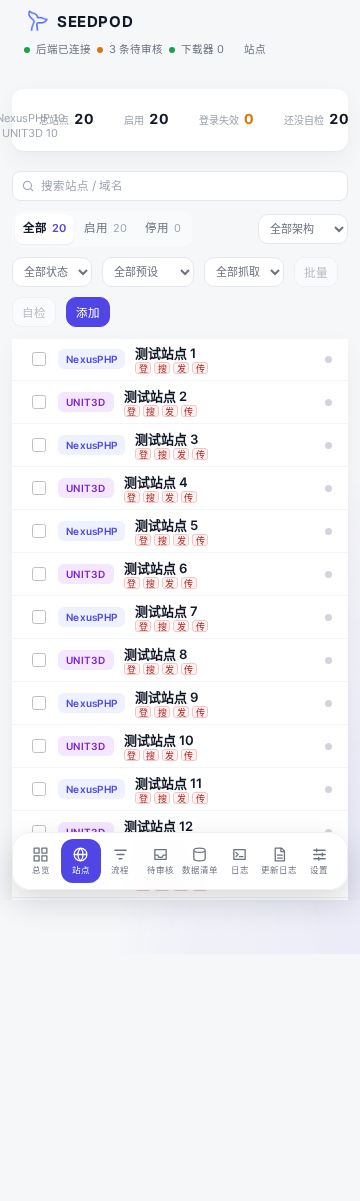 SEEDPOD
后端已连接 3 条待审核 下载器 0 站点
NexusPHP 10
UNIT3D 10
总站点 20 启用 20 登录失效 0 还没自检 20
搜索站点 / 域名
全部 20 启用 20 停用 0 全部架构
全部状态 全部预设 全部抓取 批量
自检 添加
NexusPHP 测试站点 1
登 搜 发 传
UNIT3D 测试站点 2
登 搜 发 传
NexusPHP 测试站点 3
登 搜 发 传
UNIT3D 测试站点 4
登 搜 发 传
NexusPHP 测试站点 5
登 搜 发 传
UNIT3D 测试站点 6
登 搜 发 传
NexusPHP 测试站点 7
登 搜 发 传
UNIT3D 测试站点 8
登 搜 发 传
NexusPHP 测试站点 9
登 搜 发 传
UNIT3D 测试站点 10
登 搜 发 传
NexusPHP 测试站点 11
登 搜 发 传
UNIT3D 测试站点 12
总览 站点 流程 待审核 数据清单 日志 更新日志 设置